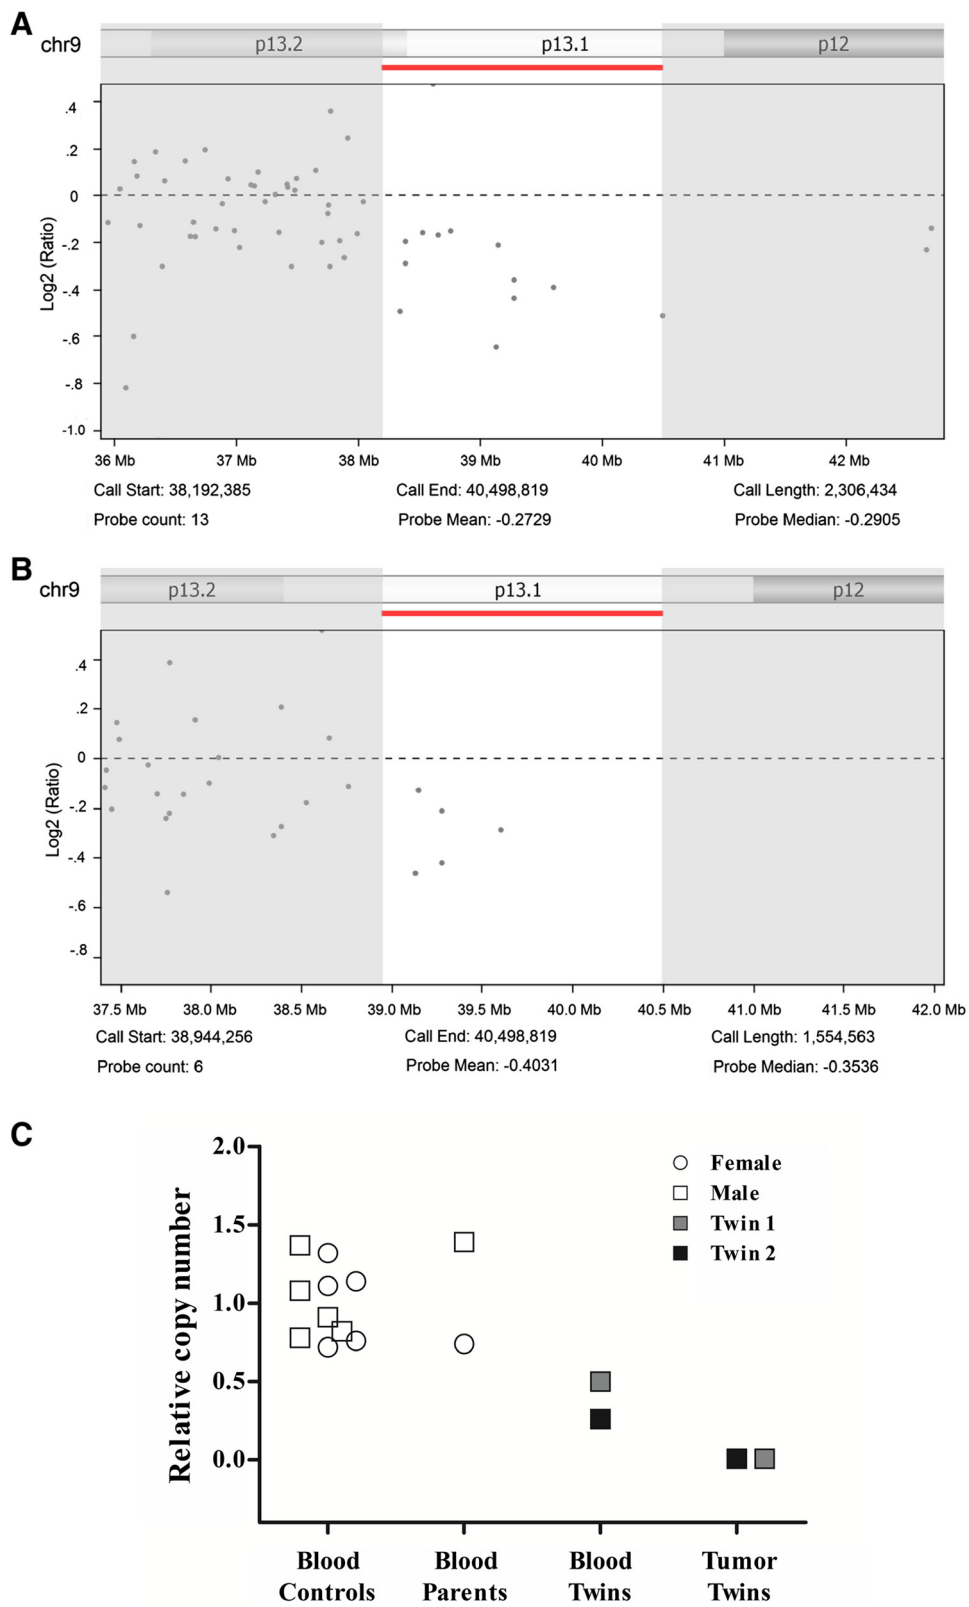 A
chr9 p13.2 p13.1 p12
.4
.2
0
-.2
-.4
-.6
-.8
-1.0
Log2 (Ratio)
36 Mb 37 Mb 38 Mb 39 Mb 40 Mb 41 Mb 42 Mb
Call Start: 38,192,385 Call End: 40,498,819 Call Length: 2,306,434
Probe count: 13 Probe Mean: -0.2729 Probe Median: -0.2905
B
chr9 p13.2 p13.1 p12
.4
.2
0
-.2
-.4
-.6
-.8
Log2 (Ratio)
37.5 Mb 38.0 Mb 38.5 Mb 39.0 Mb 39.5 Mb 40.0 Mb 40.5 Mb 41.0 Mb 41.5 Mb 42.0 Mb
Call Start: 38,944,256 Call End: 40,498,819 Call Length: 1,554,563
Probe count: 6 Probe Mean: -0.4031 Probe Median: -0.3536
C
2.0
1.5
1.0
0.5
0.0
Relative copy number
Female
Male
Twin 1
Twin 2
Blood Blood Blood Tumor
Controls Parents Twins Twins